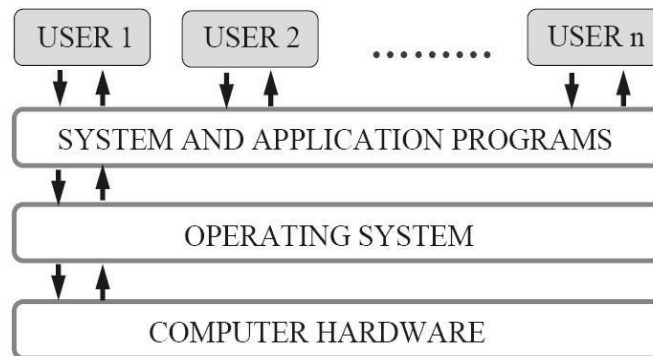 USER 1
USER 2
.........
USER n
SYSTEM AND APPLICATION PROGRAMS
OPERATING SYSTEM
COMPUTER HARDWARE